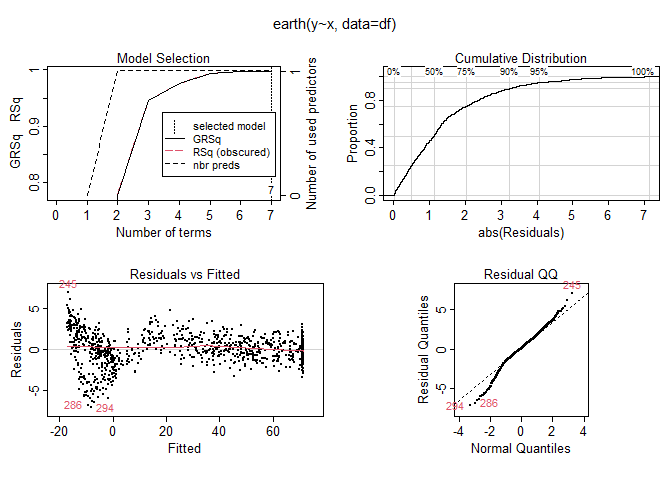 earth(y~x, data=df)
Model Selection
GRSq RSq
0.8 0.9 1
0 1 2 3 4 5 6 7
Number of terms
0 1
Number of used predictors
selected model
GRSq
RSq (obscured)
nbr preds
7
Cumulative Distribution
0% 50% 75% 90% 95% 100%
Proportion
0.0 0.4 0.8
0 1 2 3 4 5 6 7
abs(Residuals)
Residuals vs Fitted
245
286
294
Residuals
-5 0 5
-20 0 20 40 60
Fitted
Residual QQ
245
294
286
Residual Quantiles
-5 0 5
-4 -2 0 2 4
Normal Quantiles